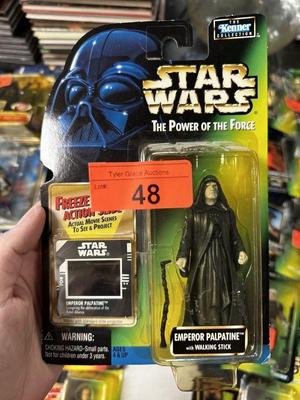 THE
Kenner
COLLECTION
STAR
WARS
THE POWER OF THE FORCE
Tyler Grace Auctions
Lot#:
48
FREEZE
ACTION SLIDE
ACTUAL MOVIE SCENES
TO SEE & PROJECT
STAR
WARS
EMPEROR PALPATINE
EMPEROR PALPATINE
with WALKING STICK
WARNING:
CHOKING HAZARD-Small parts.
Not for children under 3 years.
AGES
4 & UP